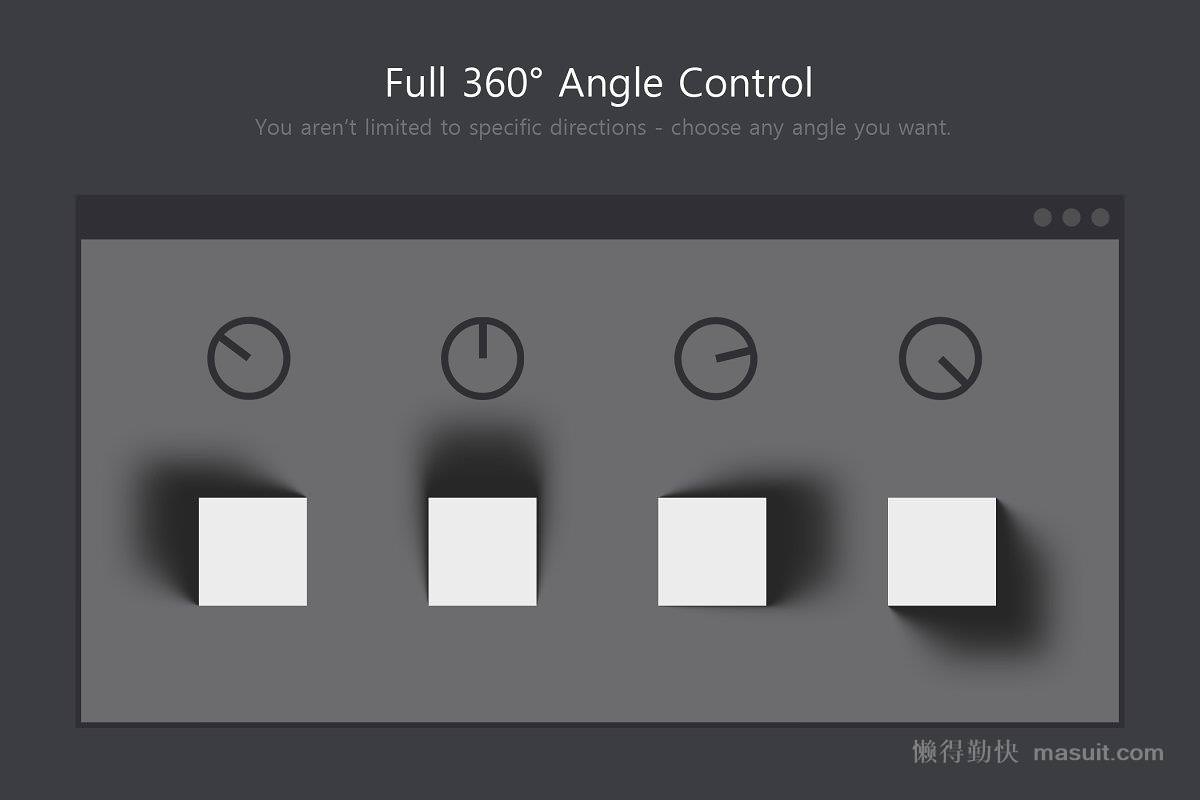 Full 360° Angle Control
You aren’t limited to specific directions - choose any angle you want.
懒得勤快 masuit.com